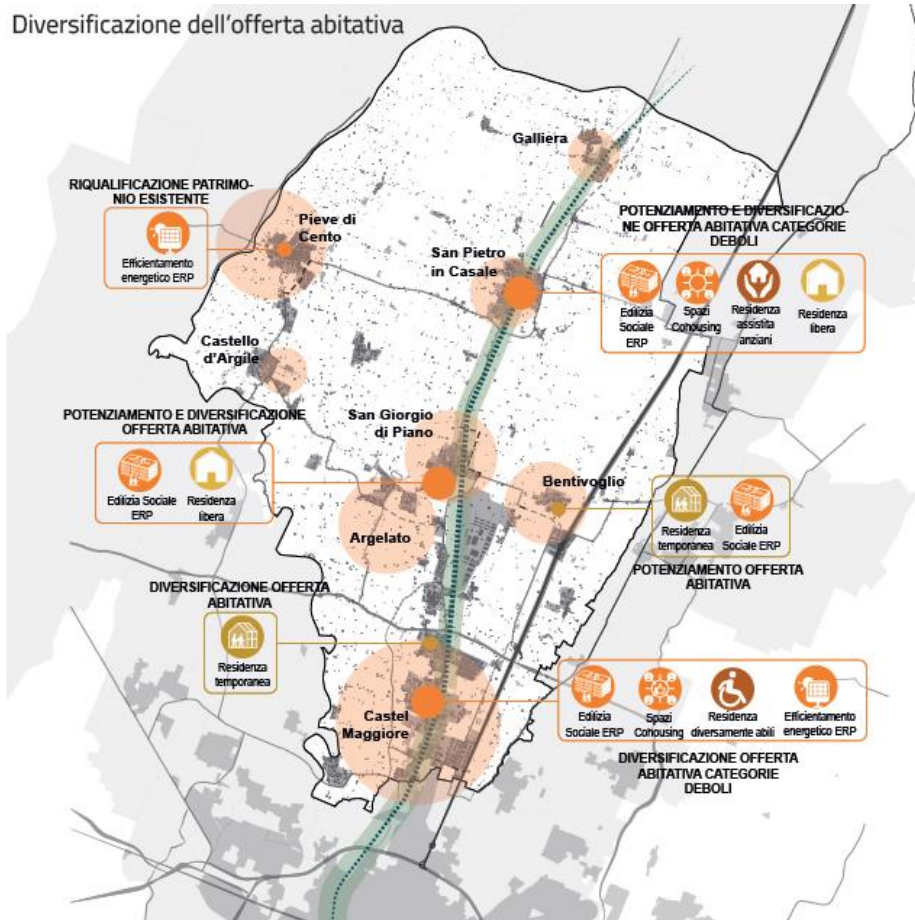 Diversificazione dell'offerta abitativa
Galliera
RIQUALIFICAZIONE PATRIMO-
NIO ESISTENTE
Efficientamento
energetico ERP
Pieve di
Cento
POTENZIAMENTO E DIVERSIFICAZIO-
NE OFFERTA ABITATIVA CATEGORIE
DEBOLI
Edilizia
Sociale
ERP
Spazi
Cohousing
Residenza
assistita
anziani
Residenza
libera
San Pietro
in Casale
Castello
d'Argile
POTENZIAMENTO E DIVERSIFICAZIONE
OFFERTA ABITATIVA
Edilizia Sociale
ERP
Residenza
libera
San Giorgio
di Piano
Bentivoglio
Argelato
Residenza
temporanea
Edilizia
Sociale ERP
POTENZIAMENTO OFFERTA
ABITATIVA
DIVERSIFICAZIONE OFFERTA
ABITATIVA
Residenza
temporanea
Castel
Maggiore
Edilizia
Sociale ERP
Spazi
Cohousing
Residenza
diversamente abili
Efficientamento
energetico ERP
DIVERSIFICAZIONE OFFERTA
ABITATIVA CATEGORIE
DEBOLI